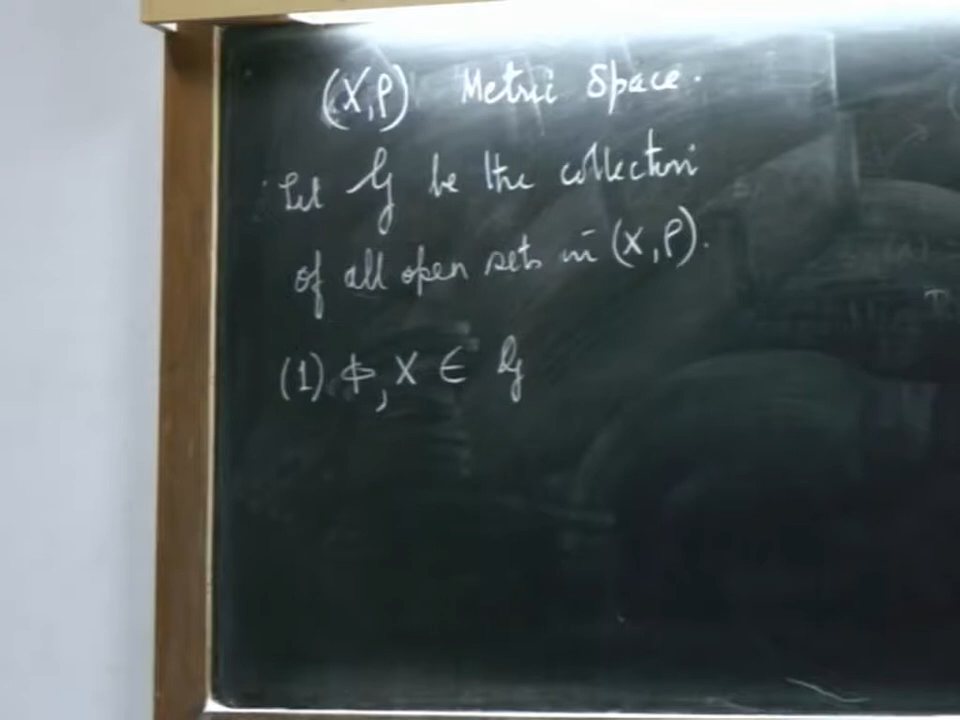 (X,ρ) Metric Space.
Let 𝒢 be the collection
of all open sets in (X,ρ).
(1) φ, X ∈ 𝒢